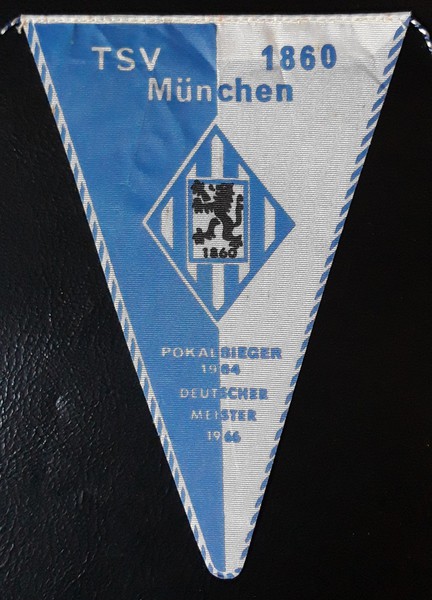 TSV 1860
München
1860
POKALSIEGER
1964
DEUTSCHER
MEISTER
1966